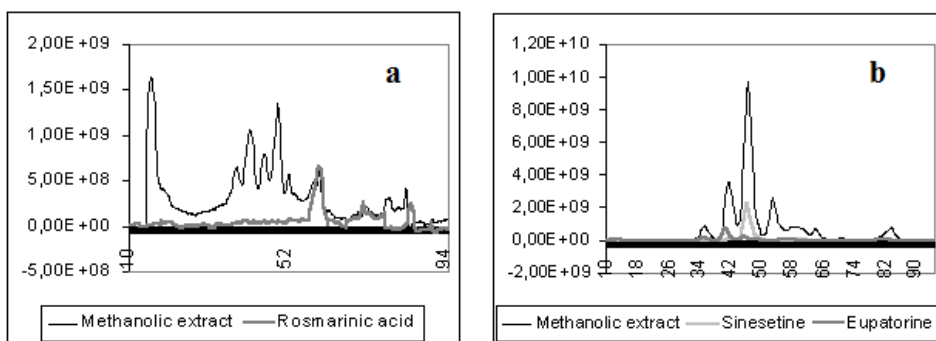 a
2,00E +09
1,50E +09
1,00E +09
5,00E +08
0,00E +00
-5,00E +08
10
52
94
Methanolic extract
Rosmarinic acid
b
1,20E +10
1,00E +10
8,00E +09
6,00E +09
4,00E +09
2,00E +09
0,00E +00
-2,00E +09
10
18
26
34
42
50
58
66
74
82
90
Methanolic extract
Sinesetine
Eupatorine